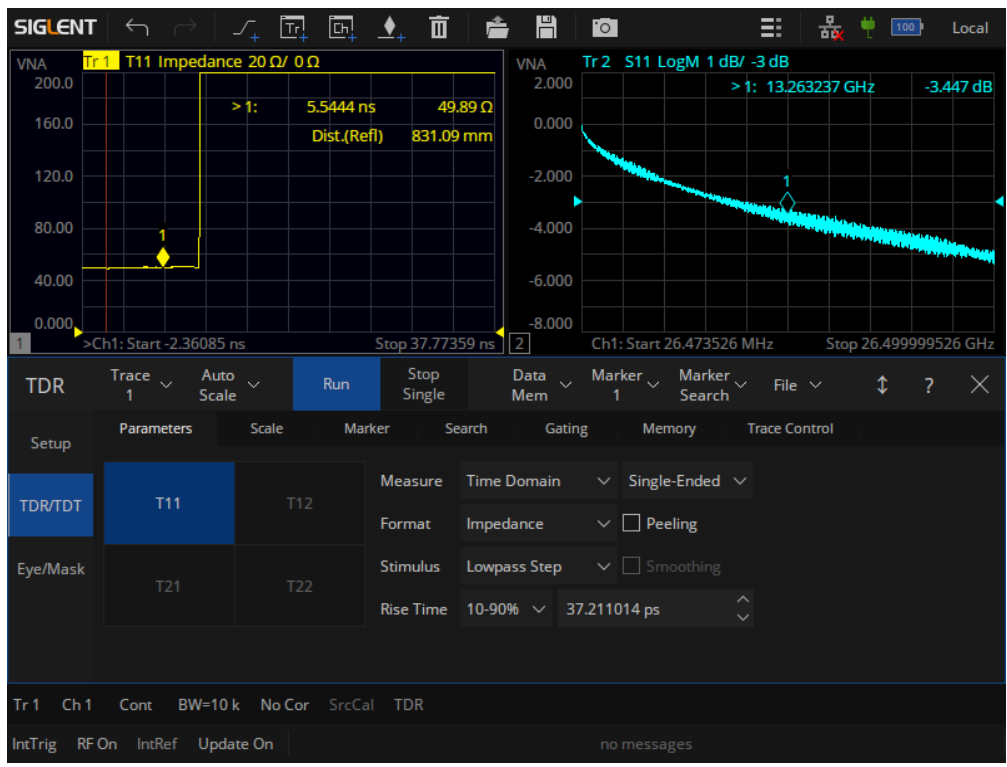 SIGLENT Tr Ch 100 Local
VNA Tr 1 T11 Impedance 20 Ω/ 0 Ω
200.0
> 1: 5.5444 ns 49.89 Ω
160.0
Dist.(Refl) 831.09 mm
120.0
80.00
1
40.00
0.000
1 >Ch1: Start -2.36085 ns Stop 37.77359 ns
VNA Tr 2 S11 LogM 1 dB/ -3 dB
2.000
> 1: 13.263237 GHz -3.447 dB
0.000
-2.000
1
-4.000
-6.000
-8.000
2 Ch1: Start 26.473526 MHz Stop 26.499999526 GHz
TDR
Trace
1
Auto
Scale
Run
Stop
Single
Data
Mem
Marker
1
Marker
Search
File
?
Setup
TDR/TDT
Eye/Mask
Parameters Scale Marker Search Gating Memory Trace Control
T11 T12
T21 T22
Measure Time Domain Single-Ended
Format Impedance Peeling
Stimulus Lowpass Step Smoothing
Rise Time 10-90% 37.211014 ps
Tr 1 Ch 1 Cont BW=10 k No Cor SrcCal TDR
IntTrig RF On IntRef Update On no messages